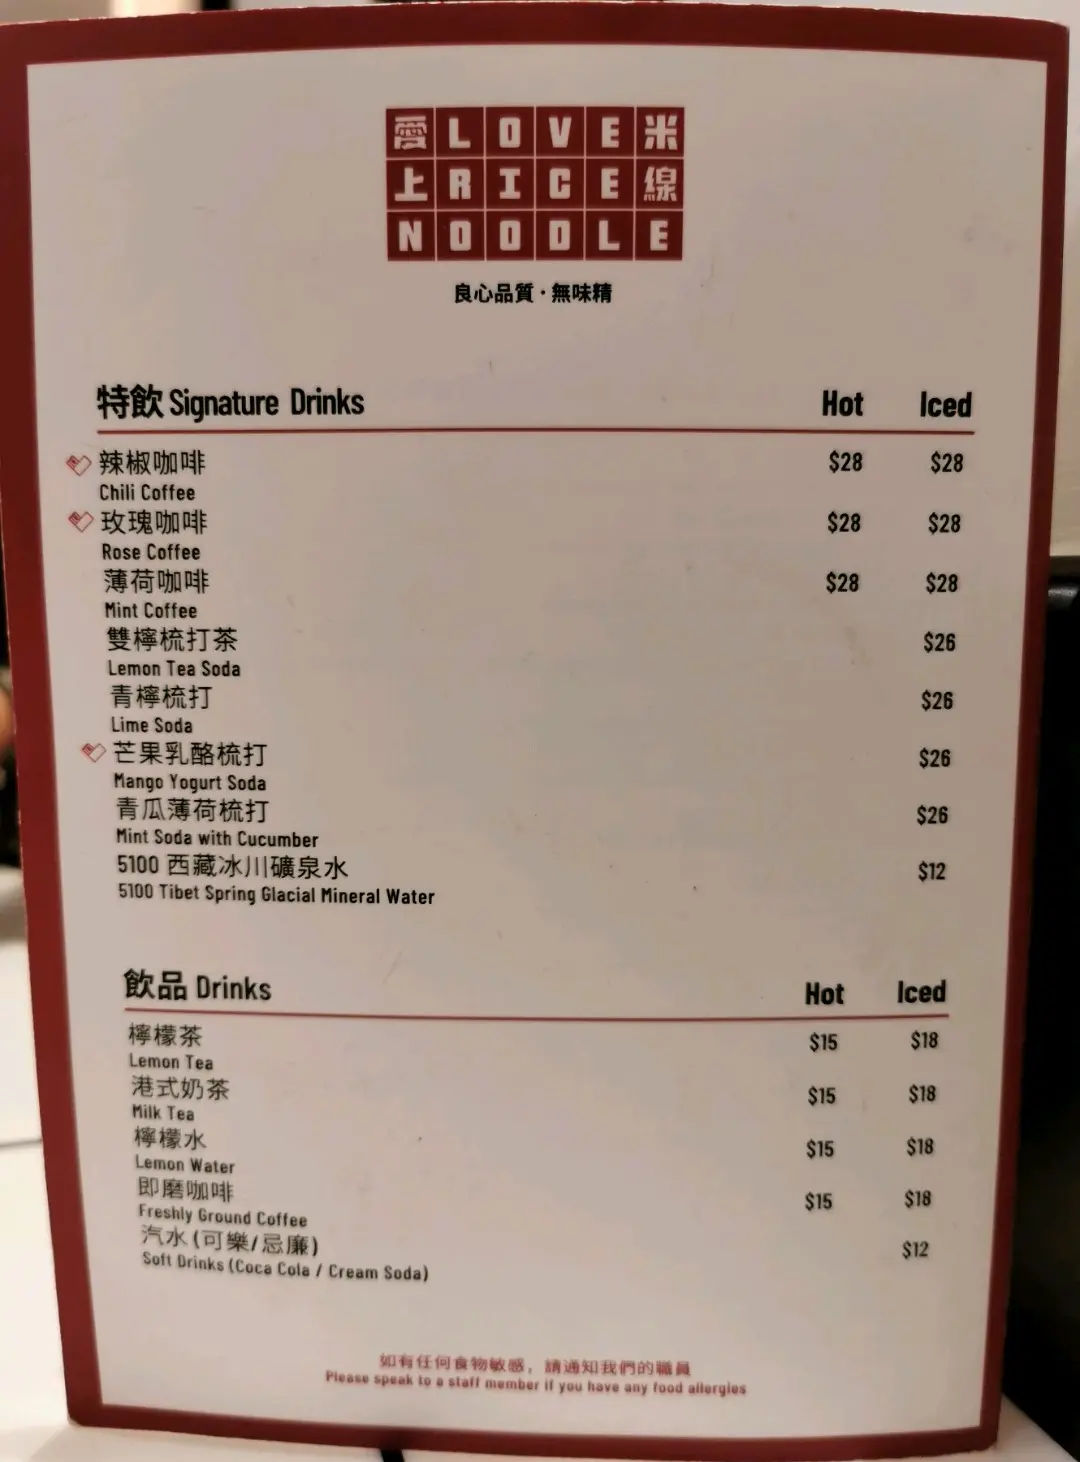 愛LOVE米
上RICE線
NOODLE
良心品質·無味精
特飲 Signature Drinks Hot Iced
辣椒咖啡 $28 $28
Chili Coffee
玫瑰咖啡 $28 $28
Rose Coffee
薄荷咖啡 $28 $28
Mint Coffee
雙檸梳打茶 $26
Lemon Tea Soda
青檸梳打 $26
Lime Soda
芒果乳酪梳打 $26
Mango Yogurt Soda
青瓜薄荷梳打 $26
Mint Soda with Cucumber
5100 西藏冰川礦泉水 $12
5100 Tibet Spring Glacial Mineral Water
飲品 Drinks Hot Iced
檸檬茶 $15 $18
Lemon Tea
港式奶茶 $15 $18
Milk Tea
檸檬水 $15 $18
Lemon Water
即磨咖啡 $15 $18
Freshly Ground Coffee
汽水 (可樂/忌廉) $12
Soft Drinks (Coca Cola / Cream Soda)
如有任何食物敏感，請通知我們的職員
Please speak to a staff member if you have any food allergies